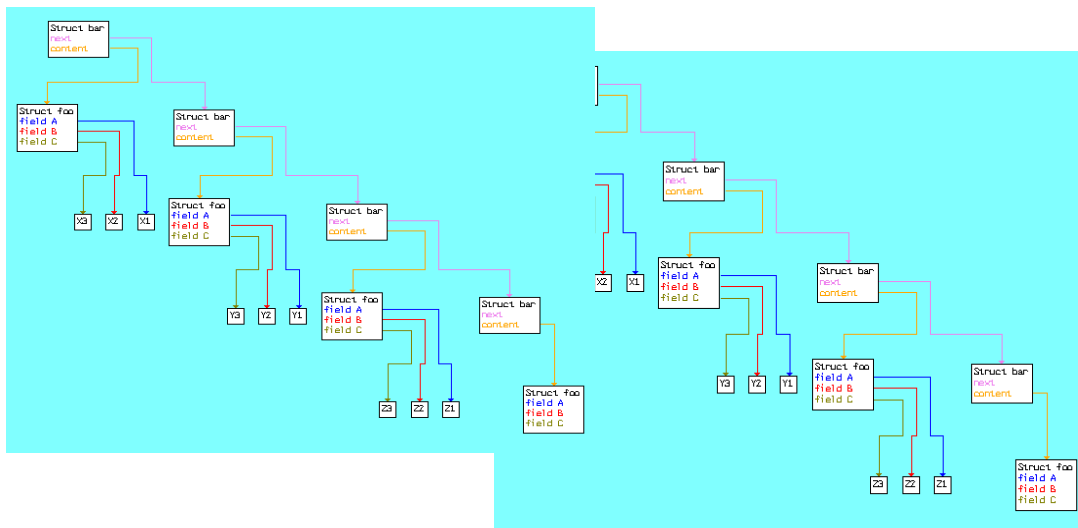 Struct bar
next
content
Struct foo
field A
field B
field C
X3
X2
X1
Struct bar
next
content
Struct foo
field A
field B
field C
Y3
Y2
Y1
Struct bar
next
content
Struct foo
field A
field B
field C
Z3
Z2
Z1
Struct bar
next
content
Struct foo
field A
field B
field C
X2
X1
Struct bar
next
content
Struct foo
field A
field B
field C
Y3
Y2
Y1
Struct bar
next
content
Struct foo
field A
field B
field C
Z3
Z2
Z1
Struct bar
next
content
Struct foo
field A
field B
field C